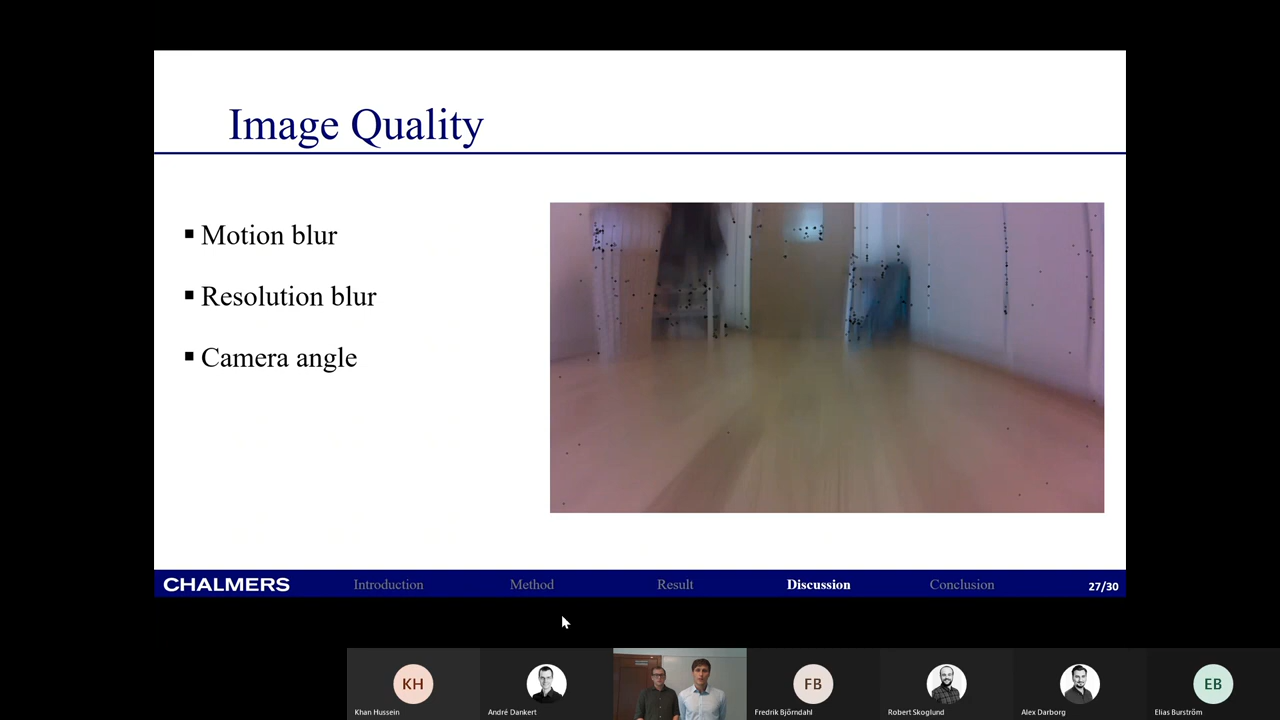 Image Quality
▪ Motion blur
▪ Resolution blur
▪ Camera angle
CHALMERS Introduction Method Result Discussion Conclusion 27/30
KH FB EB
Khan Hussein André Dankert Fredrik Björndahl Robert Skoglund Alex Darborg Elias Burström